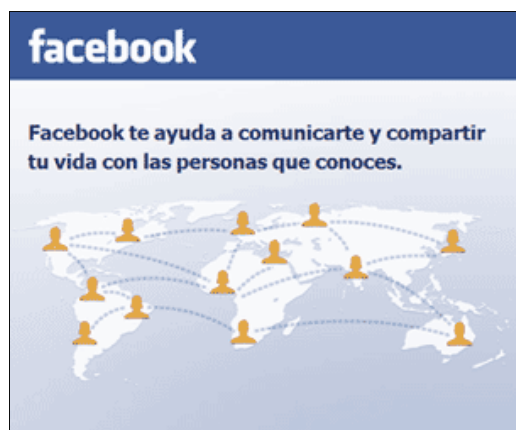 facebook
Facebook te ayuda a comunicarte y compartir
tu vida con las personas que conoces.